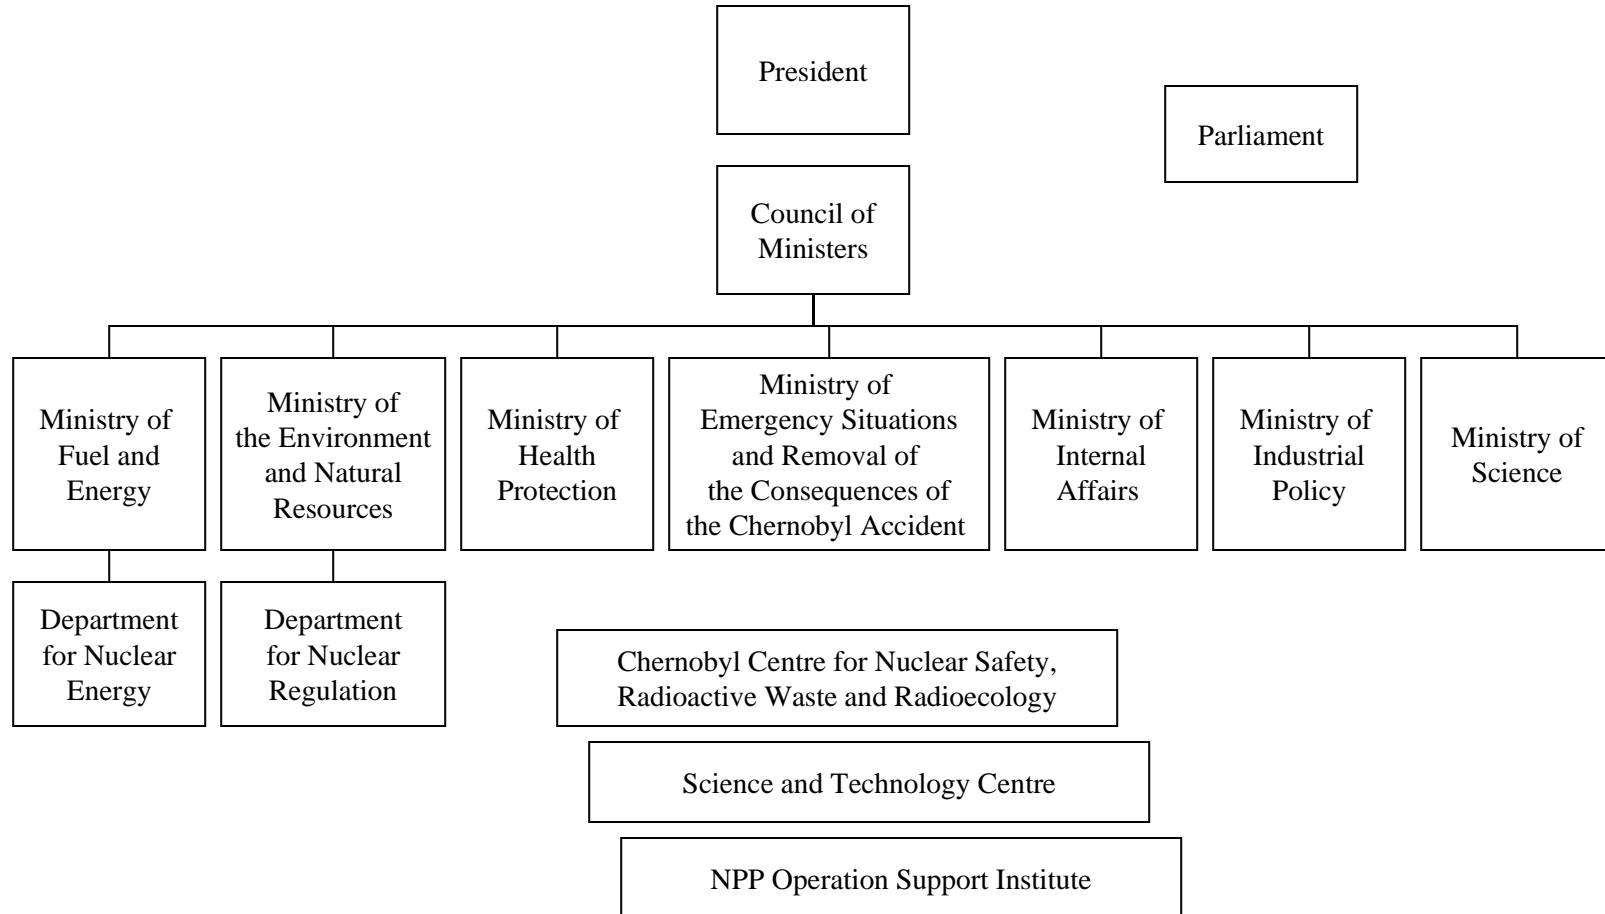 President
Parliament
Council of
Ministers
Ministry of
Fuel and
Energy
Ministry of
the Environment
and Natural
Resources
Ministry of
Health
Protection
Ministry of
Emergency Situations
and Removal of
the Consequences of
the Chernobyl Accident
Ministry of
Internal
Affairs
Ministry of
Industrial
Policy
Ministry of
Science
Department
for Nuclear
Energy
Department
for Nuclear
Regulation
Chernobyl Centre for Nuclear Safety,
Radioactive Waste and Radioecology
Science and Technology Centre
NPP Operation Support Institute